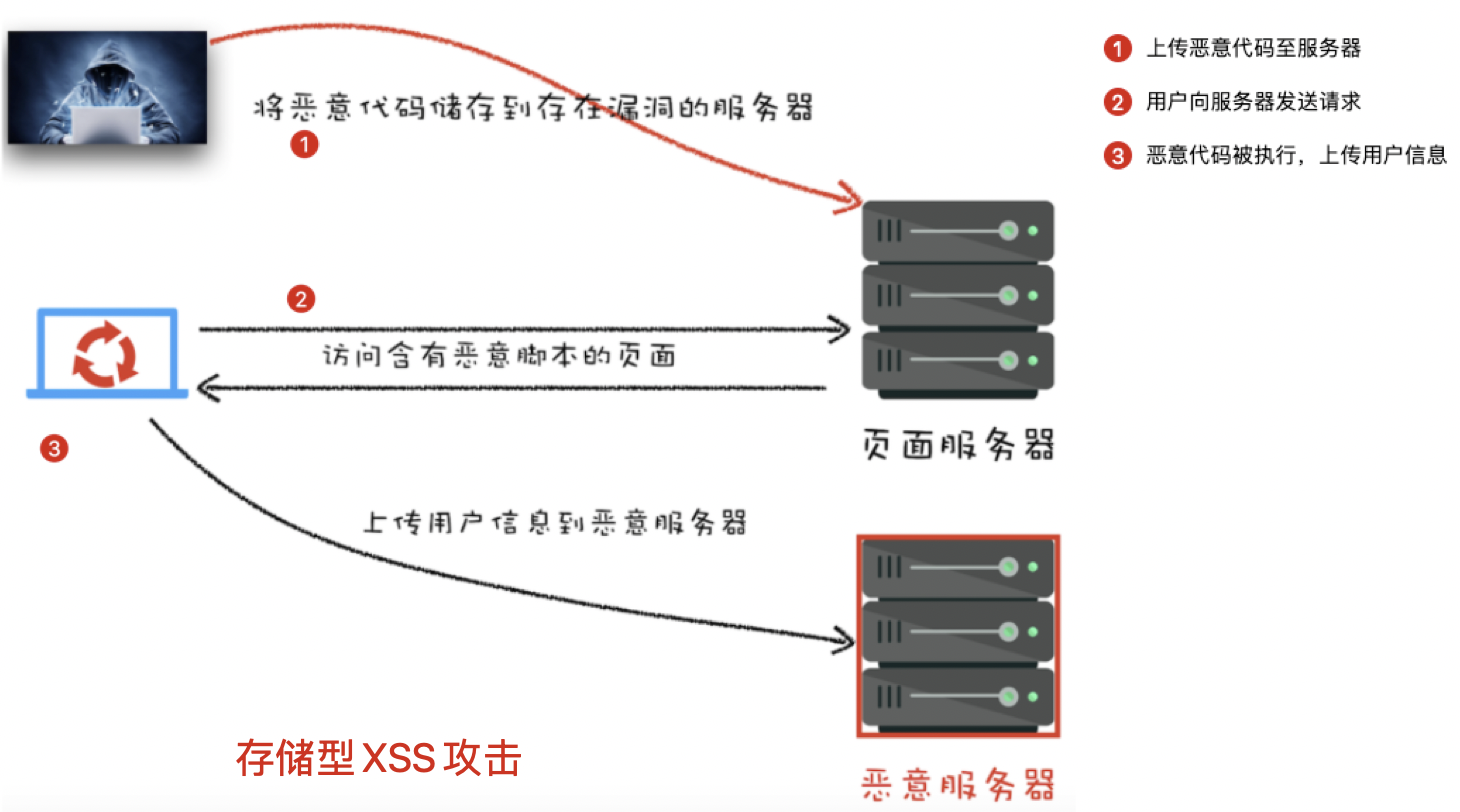 1 上传恶意代码至服务器
2 用户向服务器发送请求
3 恶意代码被执行，上传用户信息
将恶意代码储存到存在漏洞的服务器
1
2
访问含有恶意脚本的页面
3
页面服务器
上传用户信息到恶意服务器
存储型 XSS 攻击
恶意服务器